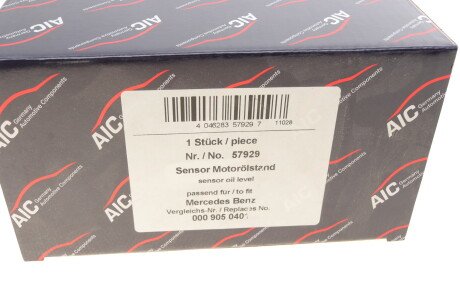 AIC Germany
Automotive Components
4 046283 57929 7 11028
1 Stück / piece
Nr. / No. 57929
Sensor Motorölstand
sensor oil level
passend für / to fit
Mercedes Benz
Vergleichs-Nr. / Replaces No.
000 905 040